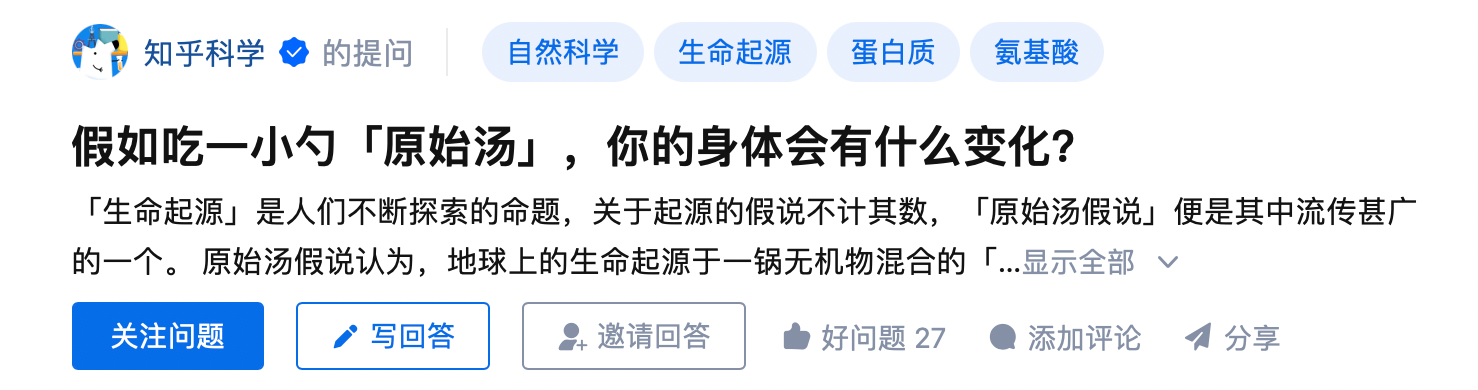 知乎科学 的提问 自然科学 生命起源 蛋白质 氨基酸
假如吃一小勺「原始汤」，你的身体会有什么变化?
「生命起源」是人们不断探索的命题，关于起源的假说不计其数，「原始汤假说」便是其中流传甚广
的一个。 原始汤假说认为，地球上的生命起源于一锅无机物混合的「...显示全部
关注问题 写回答 邀请回答 好问题 27 添加评论 分享